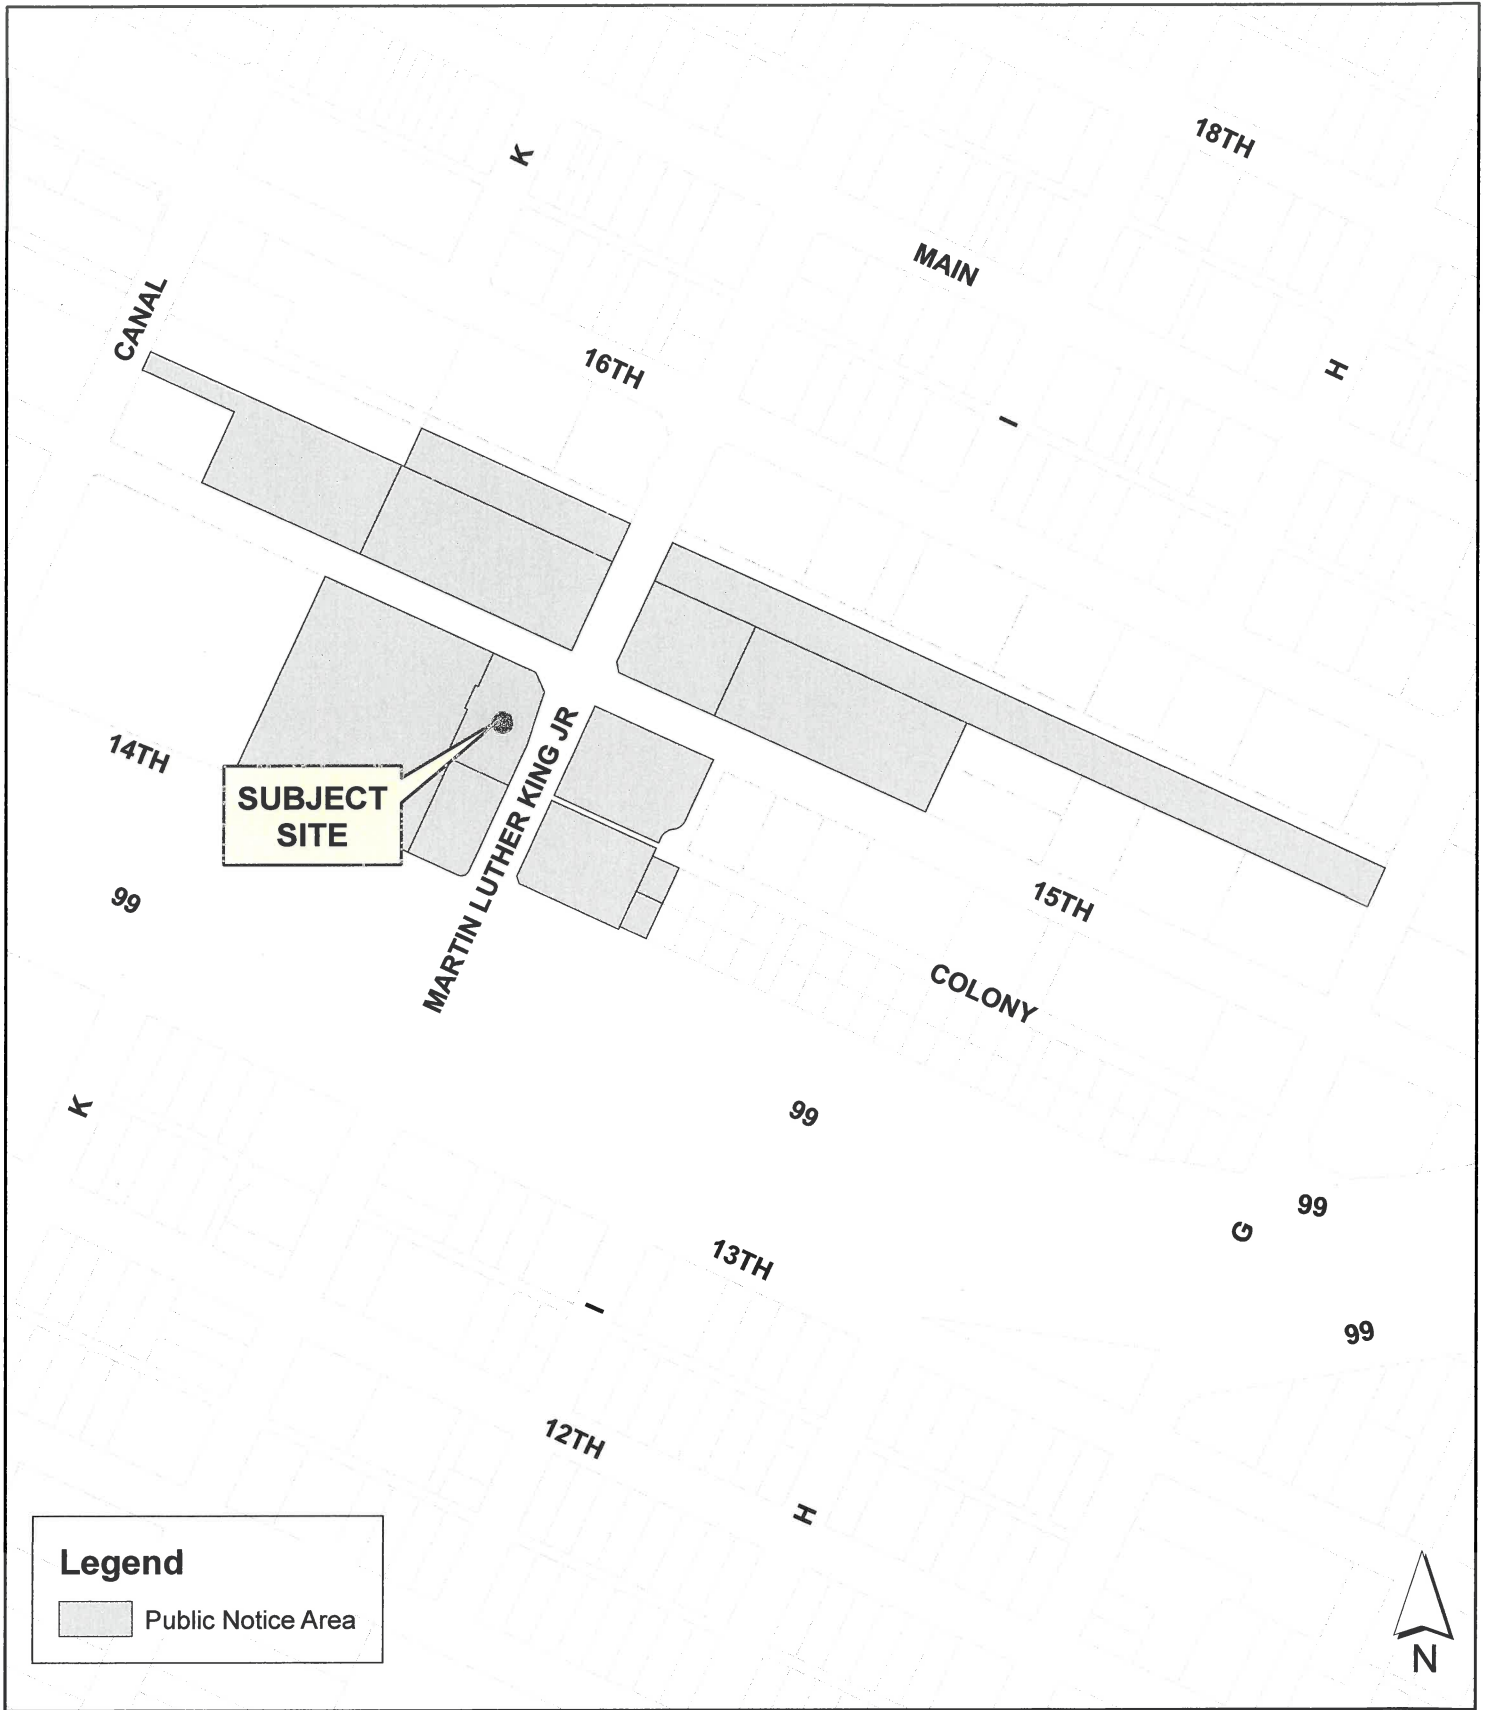 18TH
K
MAIN
CANAL
16TH
H
I
14TH
SUBJECT
SITE
MARTIN LUTHER KING JR
99
15TH
COLONY
K
99
99
G
13TH
I
99
12TH
H
Legend
Public Notice Area
N